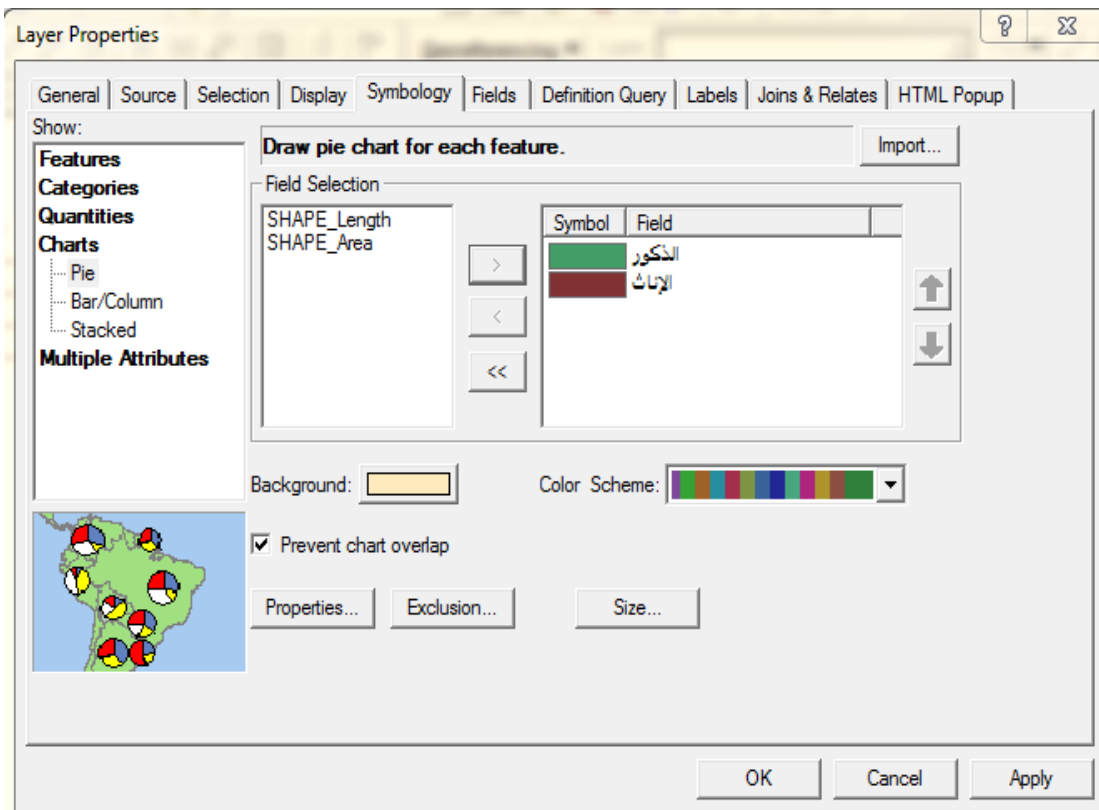 Layer Properties
General Source Selection Display Symbology Fields Definition Query Labels Joins & Relates HTML Popup
Show:
Features
Categories
Quantities
Charts
Pie
Bar/Column
Stacked
Multiple Attributes
Draw pie chart for each feature.
Import...
Field Selection
SHAPE_Length
SHAPE_Area
>
<
<<
Symbol Field
الذكور
الإناث
Background:
Color Scheme:
Prevent chart overlap
Properties...
Exclusion...
Size...
OK
Cancel
Apply